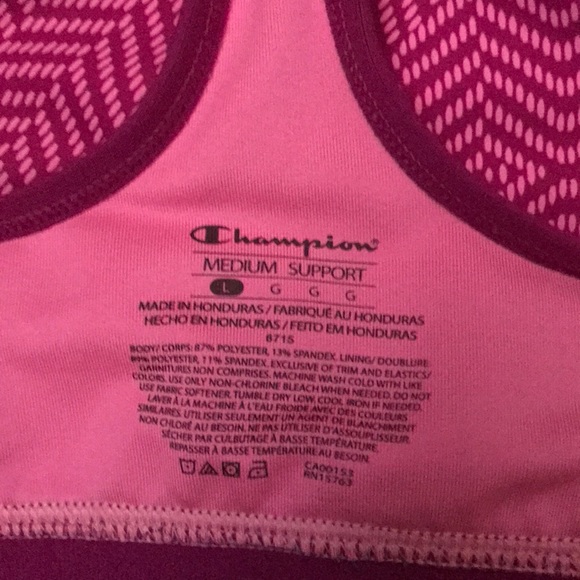 Champion
MEDIUM SUPPORT
L G G G
MADE IN HONDURAS / FABRIQUÉ AU HONDURAS
HECHO EN HONDURAS / FEITO EM HONDURAS
6715
BODY/ CORPS: 87% POLYESTER, 13% SPANDEX. LINING/ DOUBLURE:
89% POLYESTER, 11% SPANDEX. EXCLUSIVE OF TRIM AND ELASTICS/
GARNITURES NON COMPRISES. MACHINE WASH COLD WITH LIKE
COLORS. USE ONLY NON-CHLORINE BLEACH WHEN NEEDED. DO NOT
USE FABRIC SOFTENER. TUMBLE DRY LOW. COOL IRON IF NEEDED.
LAVER À LA MACHINE À L'EAU FROIDE AVEC DES COULEURS
SIMILAIRES. UTILISER SEULEMENT UN AGENT DE BLANCHIMENT
NON CHLORÉ AU BESOIN. NE PAS UTILISER D'ASSOUPLISSEUR.
SÉCHER PAR CULBUTAGE À BASSE TEMPÉRATURE.
REPASSER À BASSE TEMPÉRATURE AU BESOIN.
CA00153
RN15763